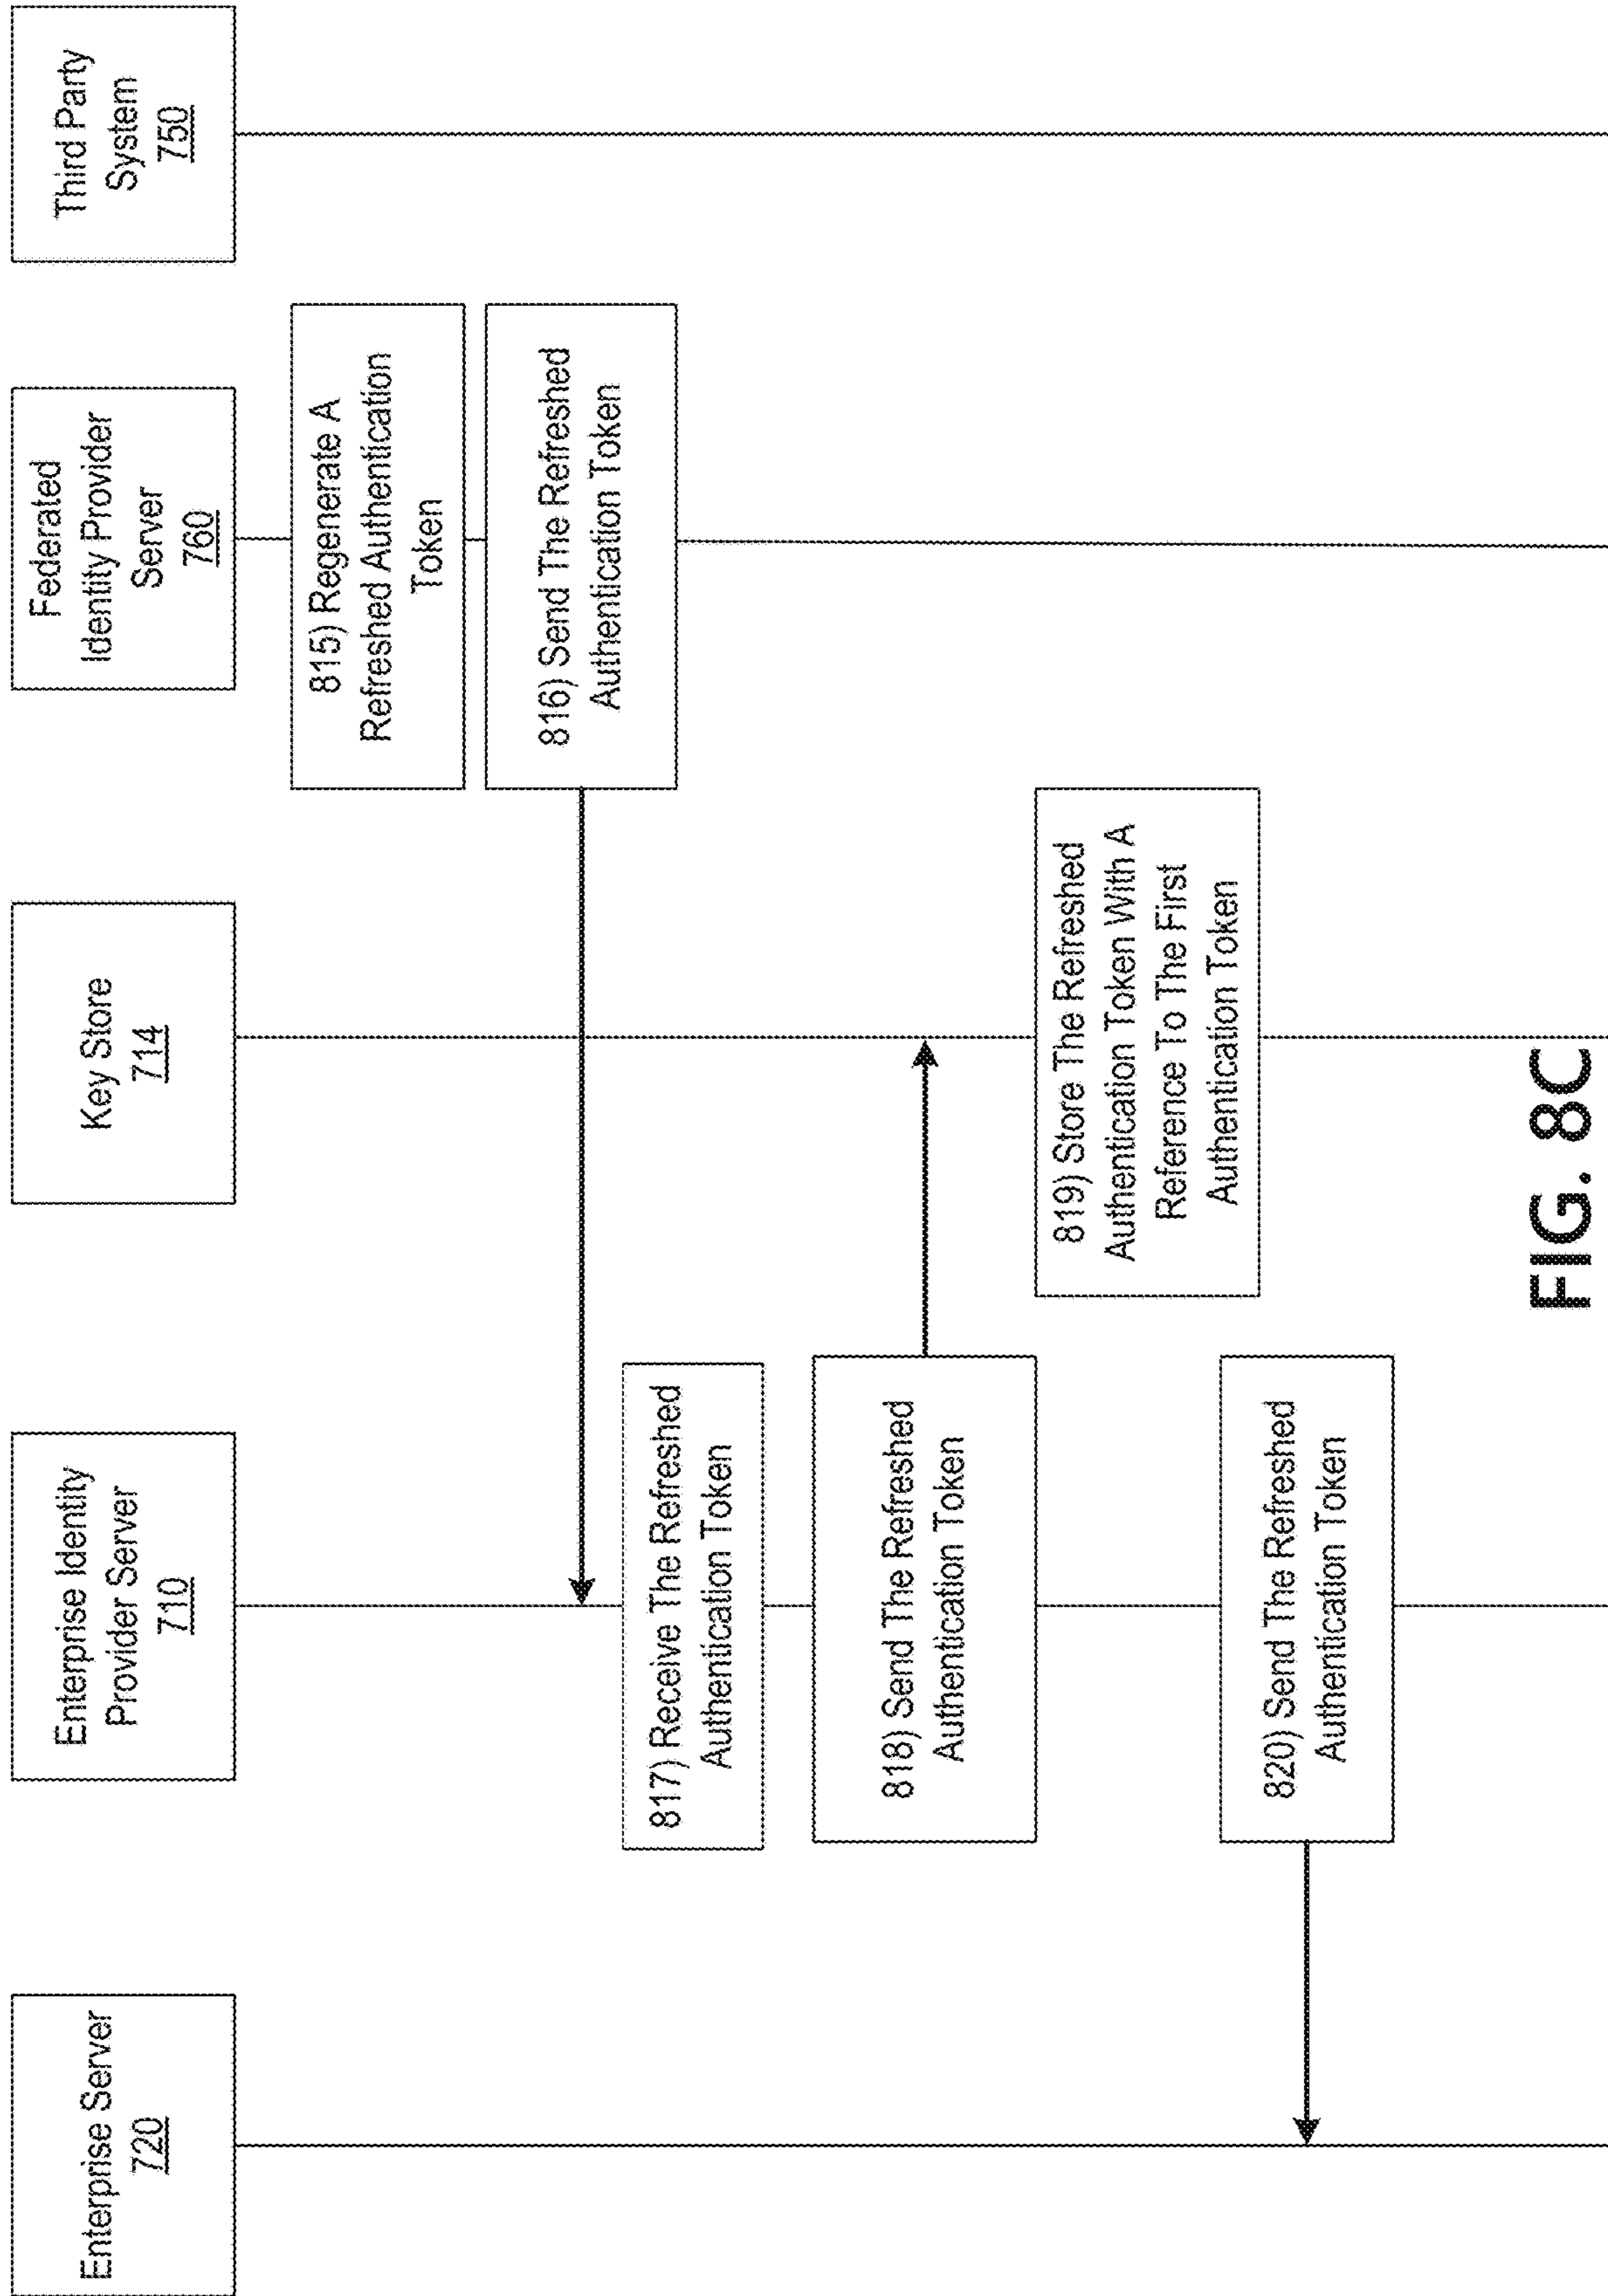 Enterprise Server
720
Enterprise Identity
Provider Server
710
Key Store
714
Federated
Identity Provider
Server
760
Third Party
System
750
815) Regenerate A
Refreshed Authentication
Token
816) Send The Refreshed
Authentication Token
817) Receive The Refreshed
Authentication Token
818) Send The Refreshed
Authentication Token
819) Store The Refreshed
Authentication Token With A
Reference To The First
Authentication Token
820) Send The Refreshed
Authentication Token
FIG. 8C